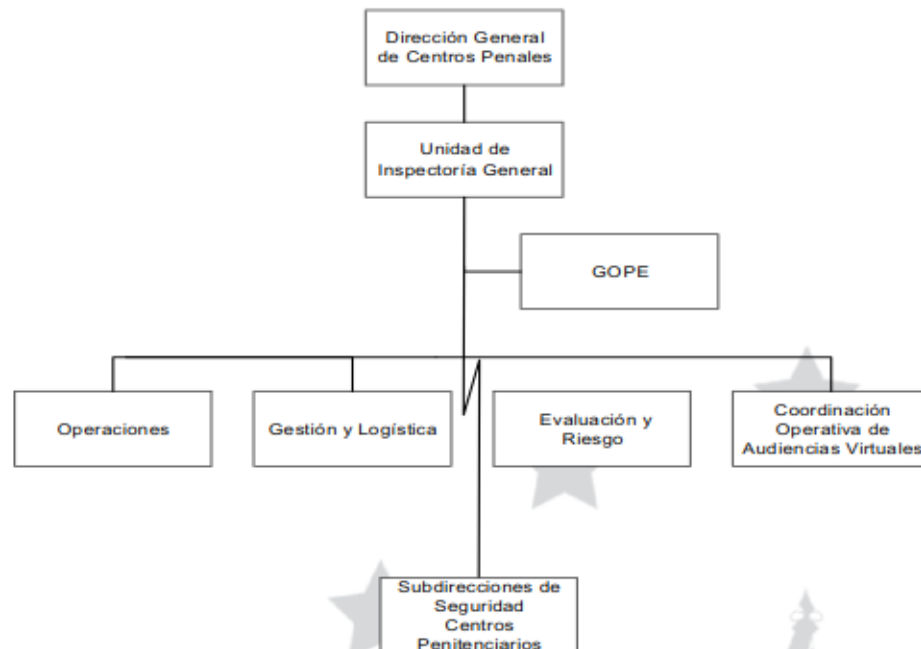 Dirección General
de Centros Penales
Unidad de
Inspectoría General
GOPE
Operaciones
Gestión y Logística
Evaluación y
Riesgo
Coordinación
Operativa de
Audiencias Virtuales
Subdirecciones de
Seguridad
Centros
Penitenciarios